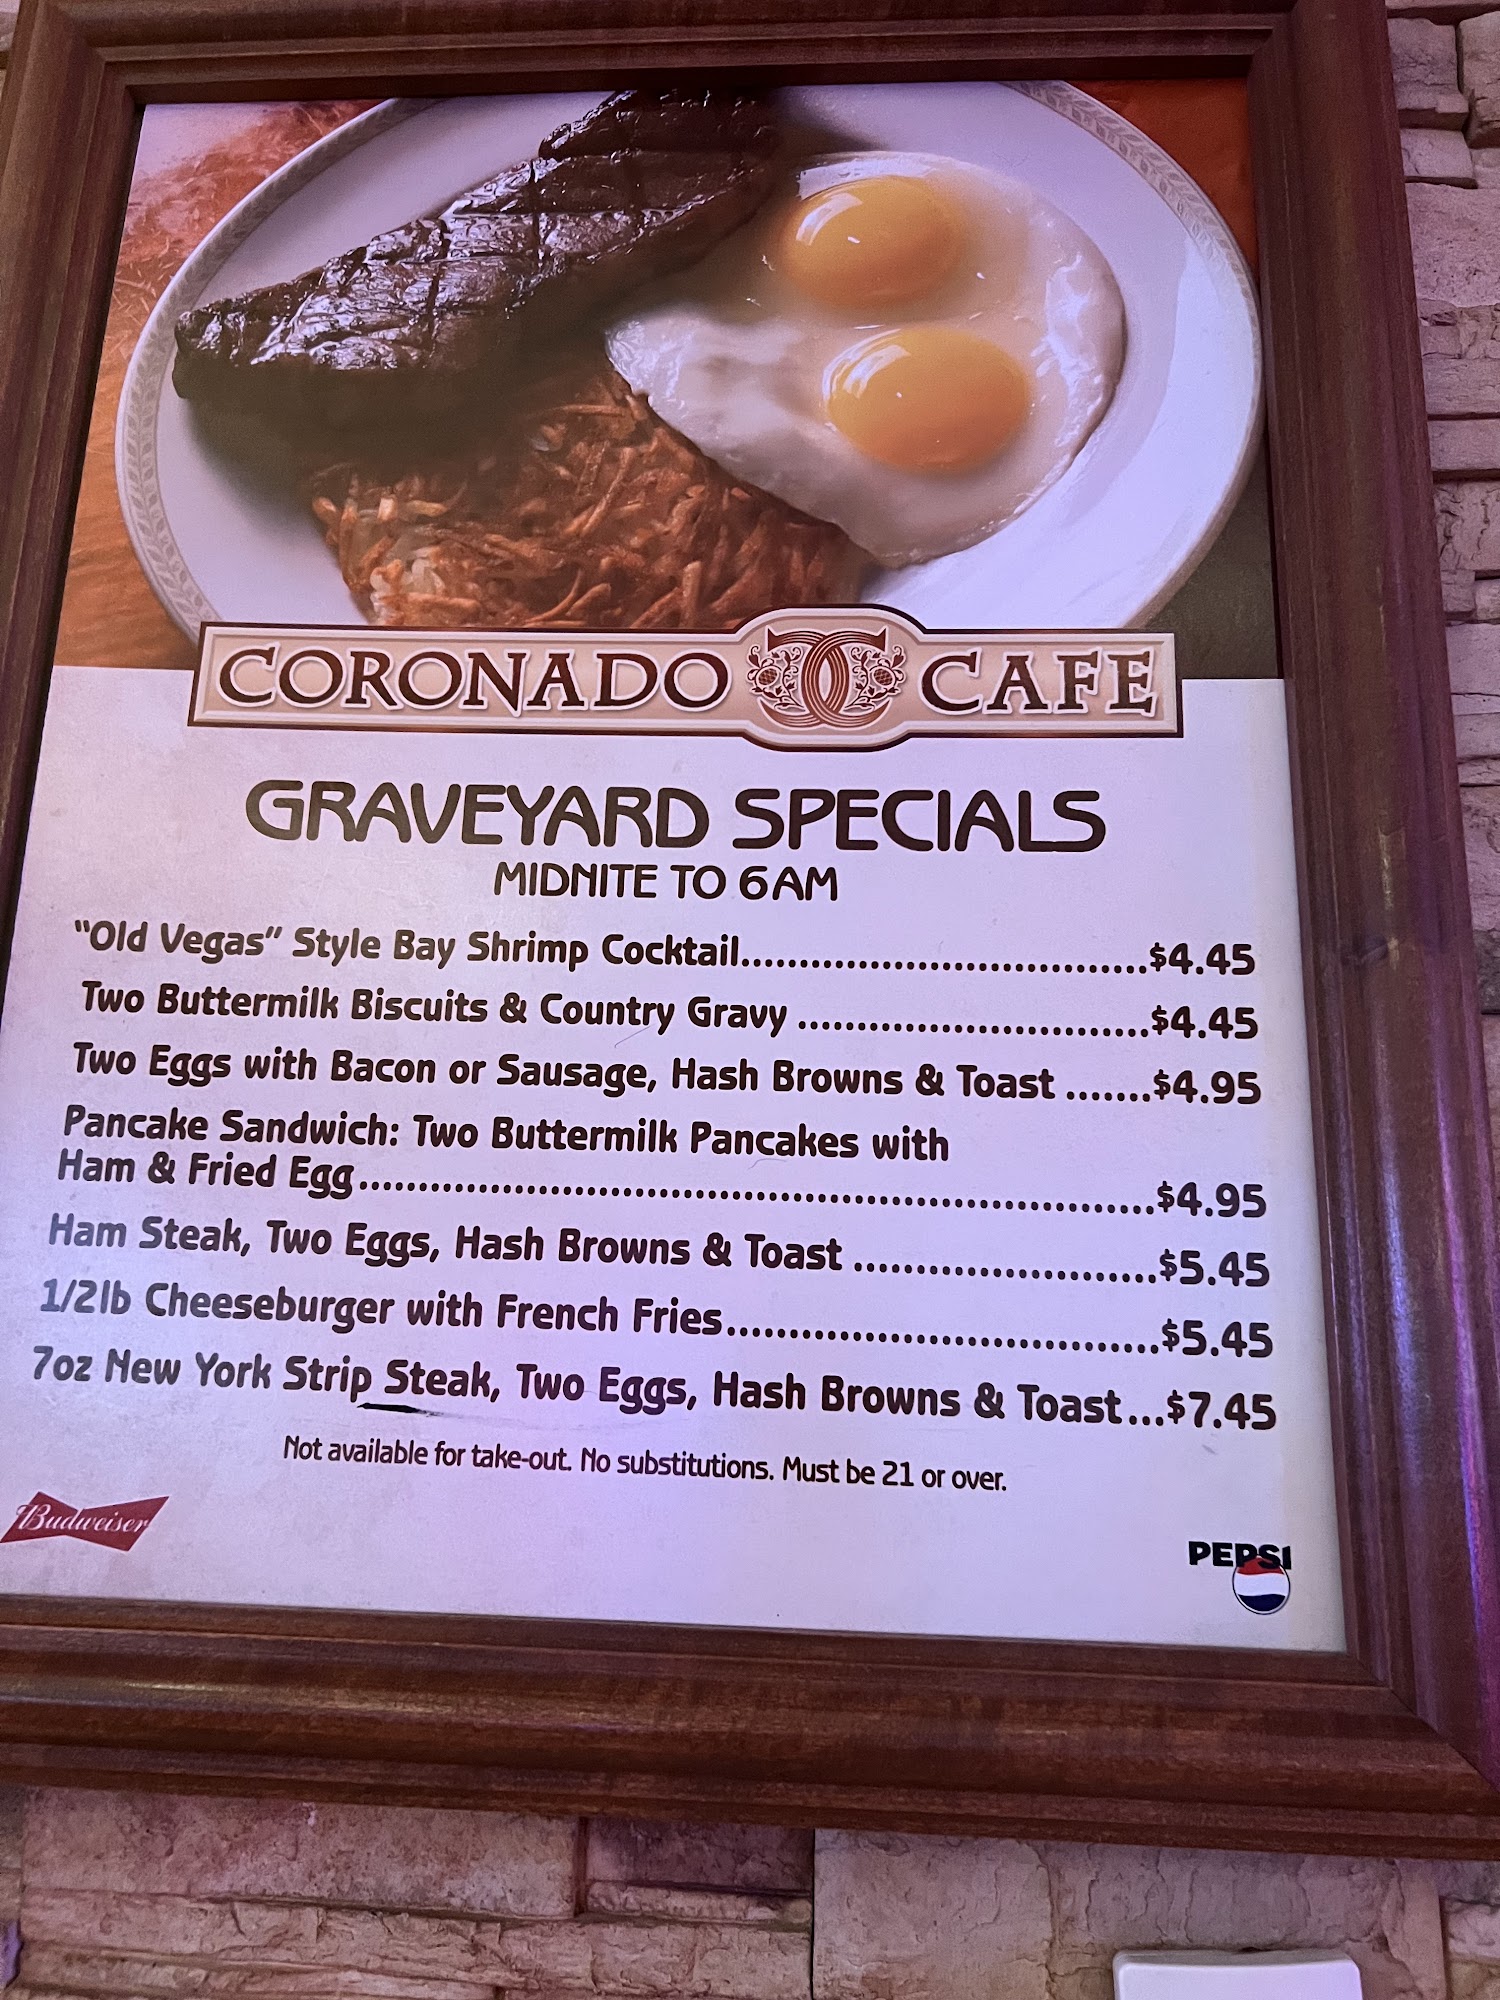 CORONADO CAFE
GRAVEYARD SPECIALS
MIDNITE TO 6AM
"Old Vegas" Style Bay Shrimp Cocktail...................................$4.45
Two Buttermilk Biscuits & Country Gravy ..............................$4.45
Two Eggs with Bacon or Sausage, Hash Browns & Toast .......$4.95
Pancake Sandwich: Two Buttermilk Pancakes with
Ham & Fried Egg....................................................................$4.95
Ham Steak, Two Eggs, Hash Browns & Toast ..........................$5.45
1/2lb Cheeseburger with French Fries.....................................$5.45
7oz New York Strip Steak, Two Eggs, Hash Browns & Toast...$7.45
Not available for take-out. No substitutions. Must be 21 or over.
Budweiser
PEPSI